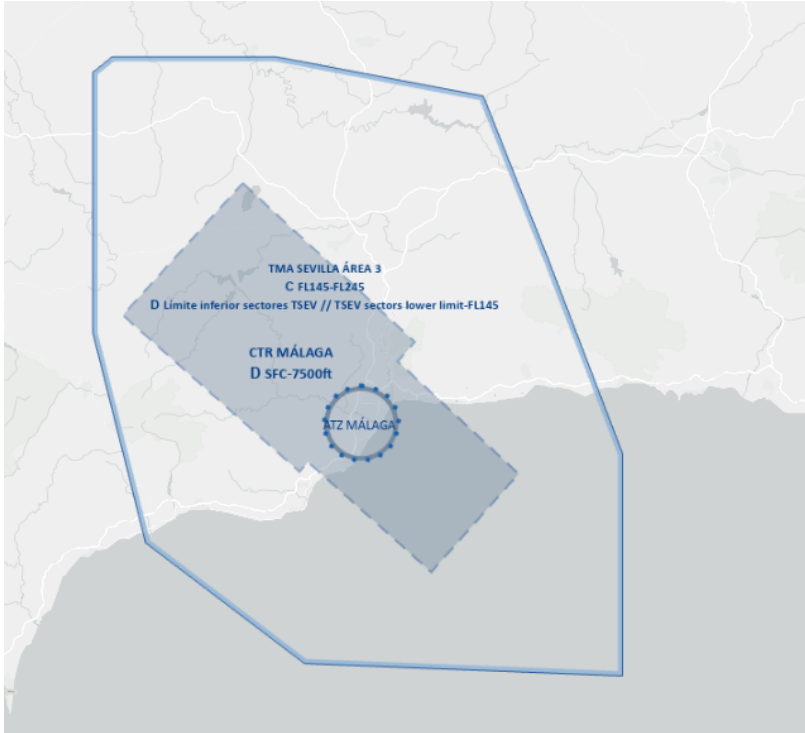 TMA SEVILLA ÁREA 3
C FL145-FL245
D Límite inferior sectores TSEV // TSEV sectors lower limit-FL145
CTR MÁLAGA
D SFC-7500ft
ATZ MÁLAGA